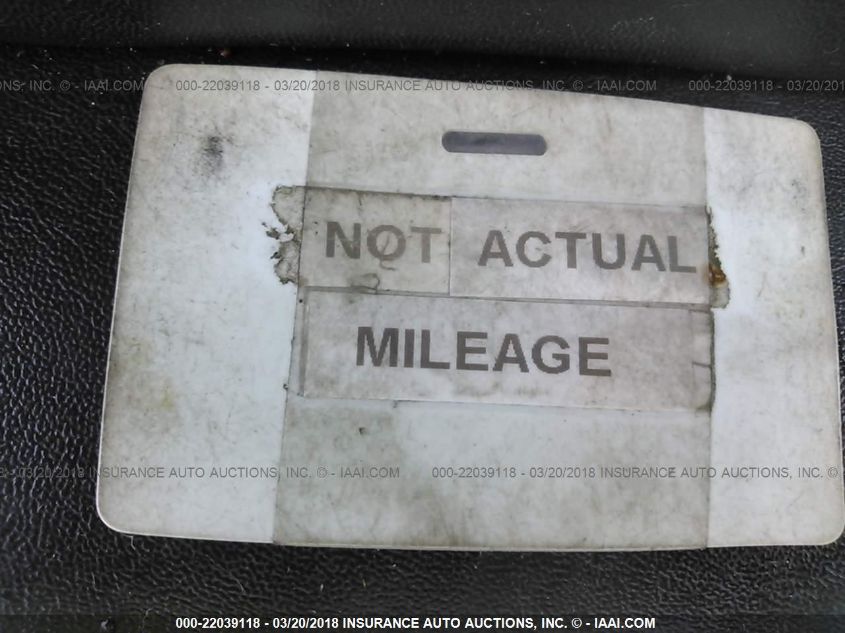 INC. © - IAAI.COM 000-22039118 - 03/20/2018 INSURANCE AUTO AUCTIONS, INC. © - IAAI.COM 000-22039118 - 03/20/2018
NOT ACTUAL
MILEAGE
03/20/2018 INSURANCE AUTO AUCTIONS, INC. © - IAAI.COM 000-22039118 - 03/20/2018 INSURANCE AUTO AUCTIONS, INC. © - IAAI.COM
000-22039118 - 03/20/2018 INSURANCE AUTO AUCTIONS, INC. © - IAAI.COM